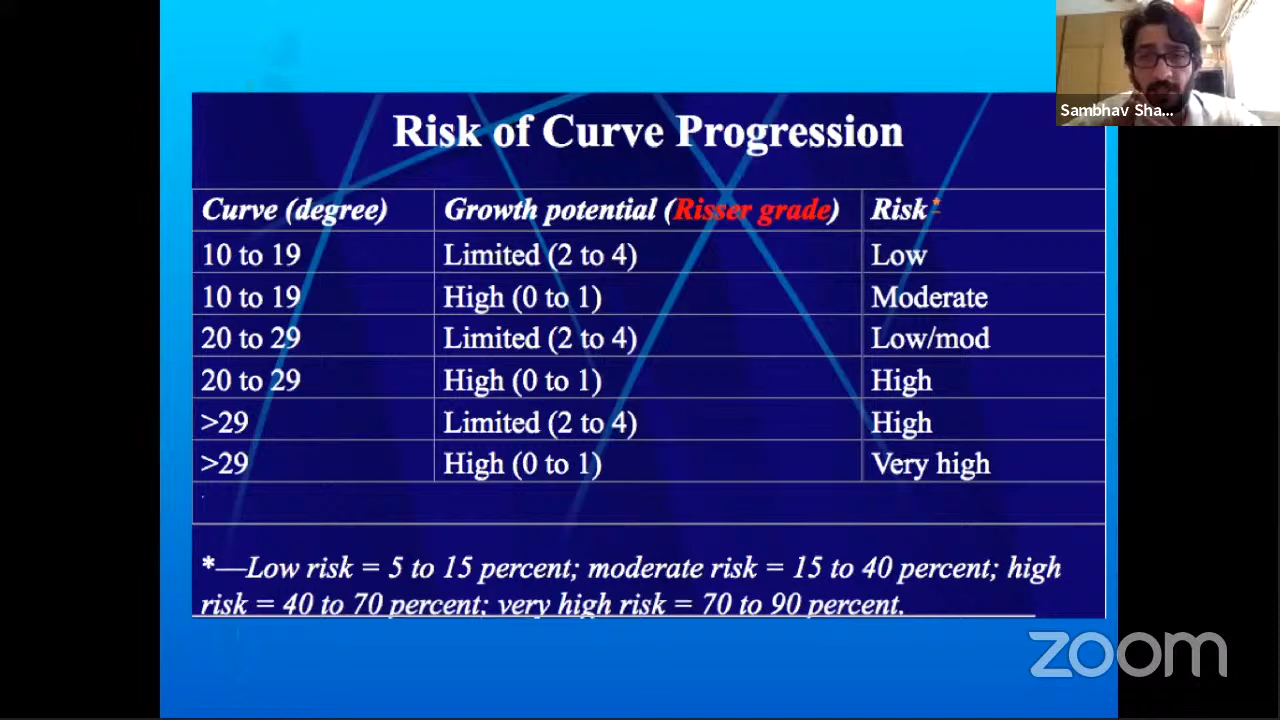 Risk of Curve Progression
Curve (degree) Growth potential (Risser grade) Risk*
10 to 19 Limited (2 to 4) Low
10 to 19 High (0 to 1) Moderate
20 to 29 Limited (2 to 4) Low/mod
20 to 29 High (0 to 1) High
>29 Limited (2 to 4) High
>29 High (0 to 1) Very high
*—Low risk = 5 to 15 percent; moderate risk = 15 to 40 percent; high
risk = 40 to 70 percent; very high risk = 70 to 90 percent.
Sambhav Sha...
zoom